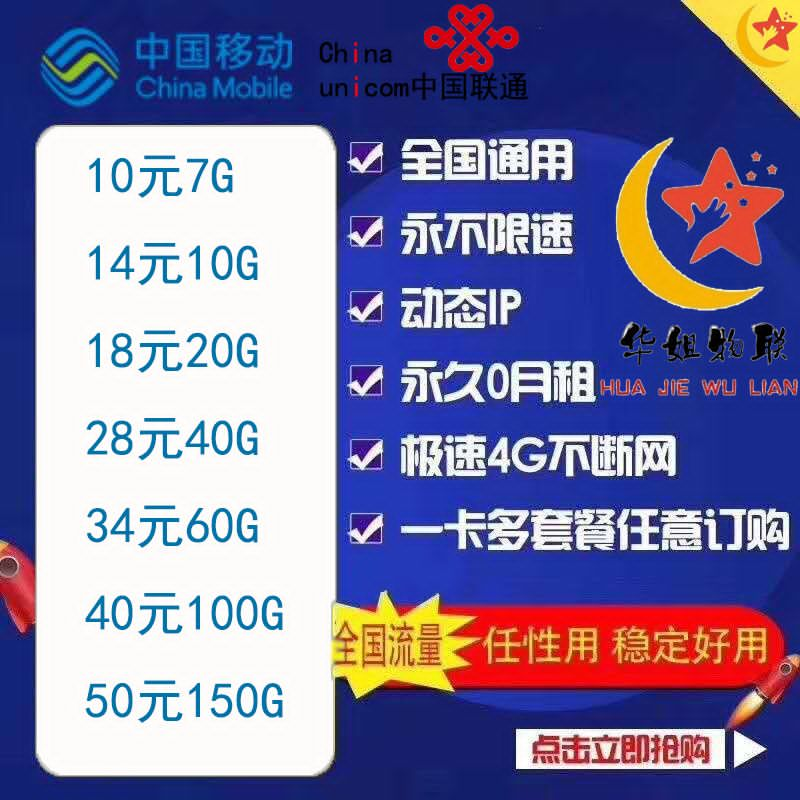 中国移动
China Mobile
China
unicom中国联通
10元7G
14元10G
18元20G
28元40G
34元60G
40元100G
50元150G
全国通用
永不限速
动态IP
永久0月租
极速4G不断网
一卡多套餐任意订购
华姐物联
HUA JIE WU LIAN
全国流量
任性用 稳定好用
点击立即抢购